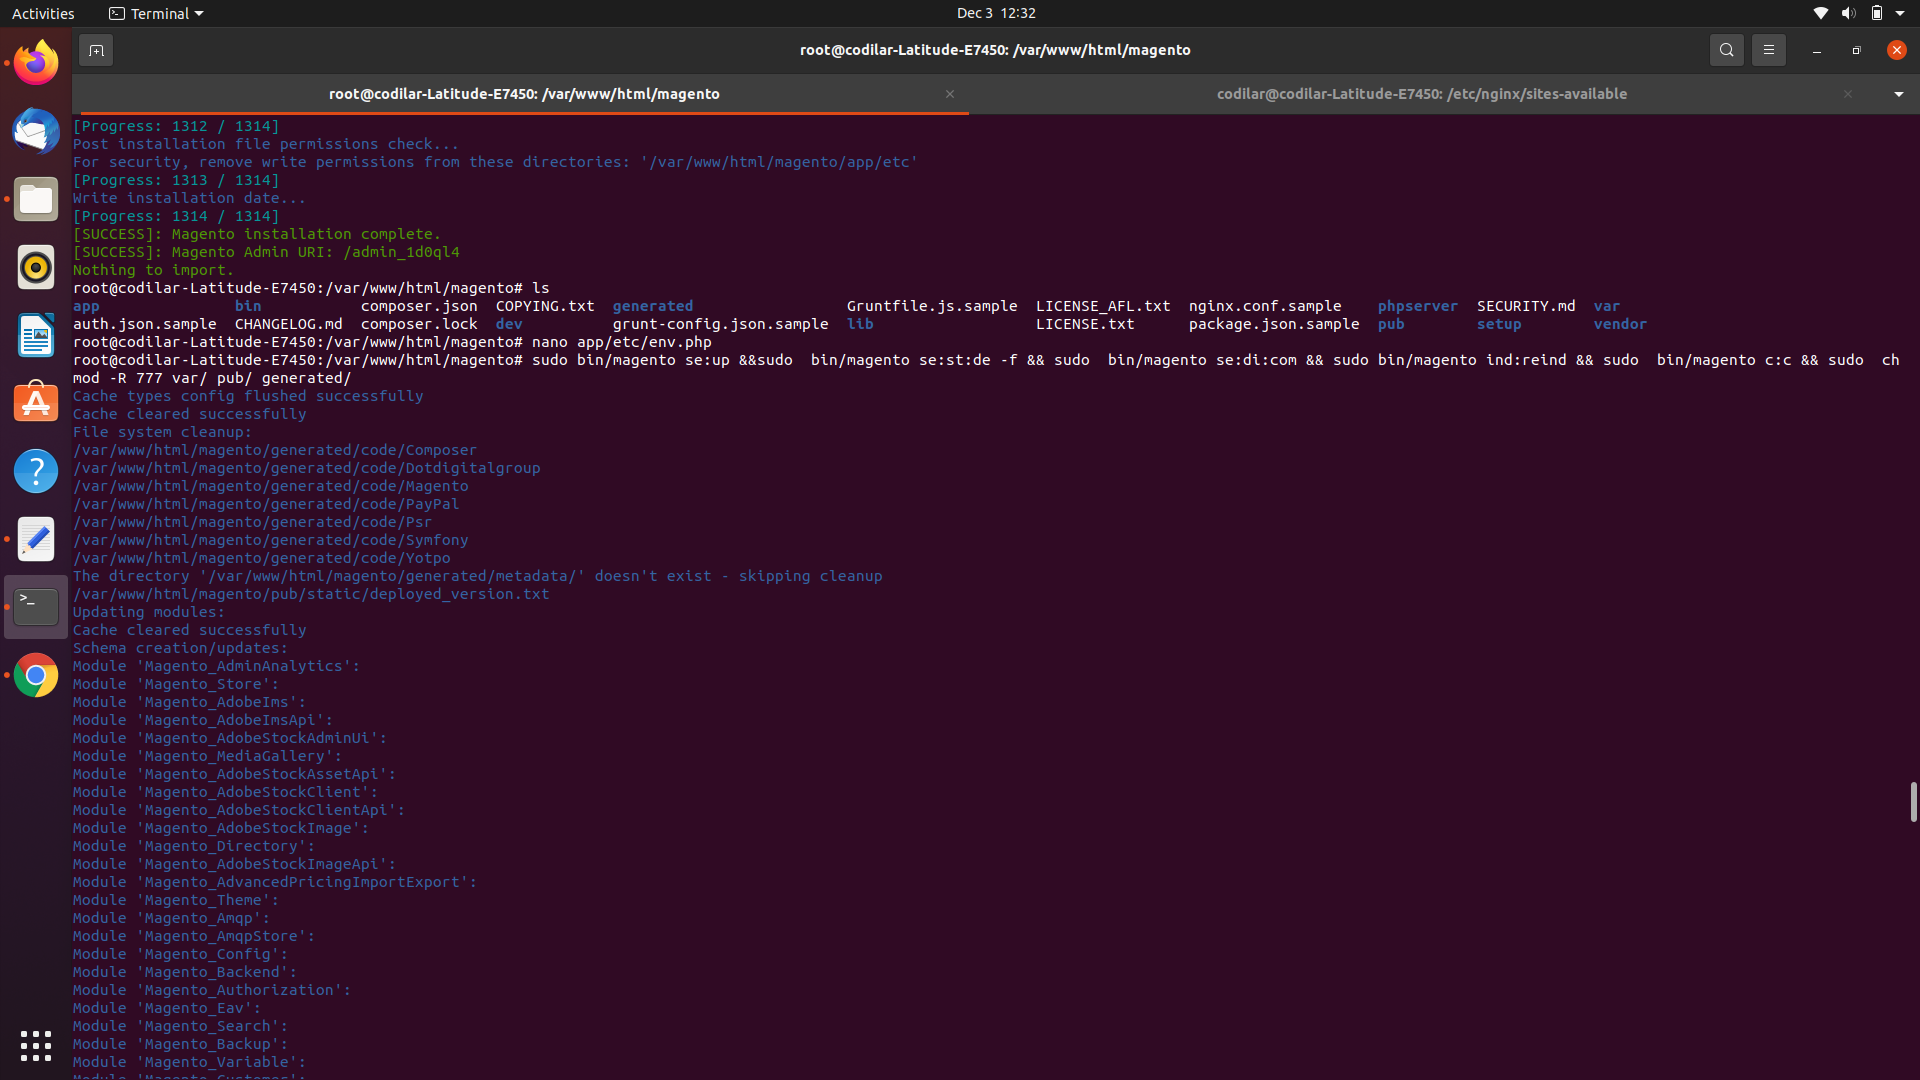 Activities
Terminal
Dec 3 12:32
root@codilar-Latitude-E7450: /var/www/html/magento
root@codilar-Latitude-E7450: /var/www/html/magento
codilar@codilar-Latitude-E7450: /etc/nginx/sites-available
[Progress: 1312 / 1314]
Post installation file permissions check...
For security, remove write permissions from these directories: '/var/www/html/magento/app/etc'
[Progress: 1313 / 1314]
Write installation date...
[Progress: 1314 / 1314]
[SUCCESS]: Magento installation complete.
[SUCCESS]: Magento Admin URI: /admin_1d0ql4
Nothing to import.
root@codilar-Latitude-E7450:/var/www/html/magento# ls
app bin composer.json COPYING.txt generated Gruntfile.js.sample LICENSE_AFL.txt nginx.conf.sample phpserver SECURITY.md var
auth.json.sample CHANGELOG.md composer.lock dev grunt-config.json.sample lib LICENSE.txt package.json.sample pub setup vendor
root@codilar-Latitude-E7450:/var/www/html/magento# nano app/etc/env.php
root@codilar-Latitude-E7450:/var/www/html/magento# sudo bin/magento se:up &&sudo  bin/magento se:st:de -f && sudo  bin/magento se:di:com && sudo bin/magento ind:reind && sudo  bin/magento c:c && sudo  ch
mod -R 777 var/ pub/ generated/
Cache types config flushed successfully
Cache cleared successfully
File system cleanup:
/var/www/html/magento/generated/code/Composer
/var/www/html/magento/generated/code/Dotdigitalgroup
/var/www/html/magento/generated/code/Magento
/var/www/html/magento/generated/code/PayPal
/var/www/html/magento/generated/code/Psr
/var/www/html/magento/generated/code/Symfony
/var/www/html/magento/generated/code/Yotpo
The directory '/var/www/html/magento/generated/metadata/' doesn't exist - skipping cleanup
/var/www/html/magento/pub/static/deployed_version.txt
Updating modules:
Cache cleared successfully
Schema creation/updates:
Module 'Magento_AdminAnalytics':
Module 'Magento_Store':
Module 'Magento_AdobeIms':
Module 'Magento_AdobeImsApi':
Module 'Magento_AdobeStockAdminUi':
Module 'Magento_MediaGallery':
Module 'Magento_AdobeStockAssetApi':
Module 'Magento_AdobeStockClient':
Module 'Magento_AdobeStockClientApi':
Module 'Magento_AdobeStockImage':
Module 'Magento_Directory':
Module 'Magento_AdobeStockImageApi':
Module 'Magento_AdvancedPricingImportExport':
Module 'Magento_Theme':
Module 'Magento_Amqp':
Module 'Magento_AmqpStore':
Module 'Magento_Config':
Module 'Magento_Backend':
Module 'Magento_Authorization':
Module 'Magento_Eav':
Module 'Magento_Search':
Module 'Magento_Backup':
Module 'Magento_Variable':
Module 'Magento_Customer':